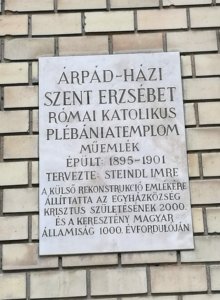 ÁRPÁD-HÁZI
SZENT ERZSÉBET
RÓMAI KATOLIKUS
PLÉBÁNIATEMPLOM
MŰEMLÉK
ÉPÜLT 1895-1901
TERVEZTE STEINDL IMRE
A KÜLSŐ REKONSTRUKCIÓ EMLÉKÉRE
ÁLLÍTTATTA AZ EGYHÁZKÖZSÉG
KRISZTUS SZÜLETÉSÉNEK 2000.
ÉS A KERESZTÉNY MAGYAR
ÁLLAMISÁG 1000. ÉVFORDULÓJÁN